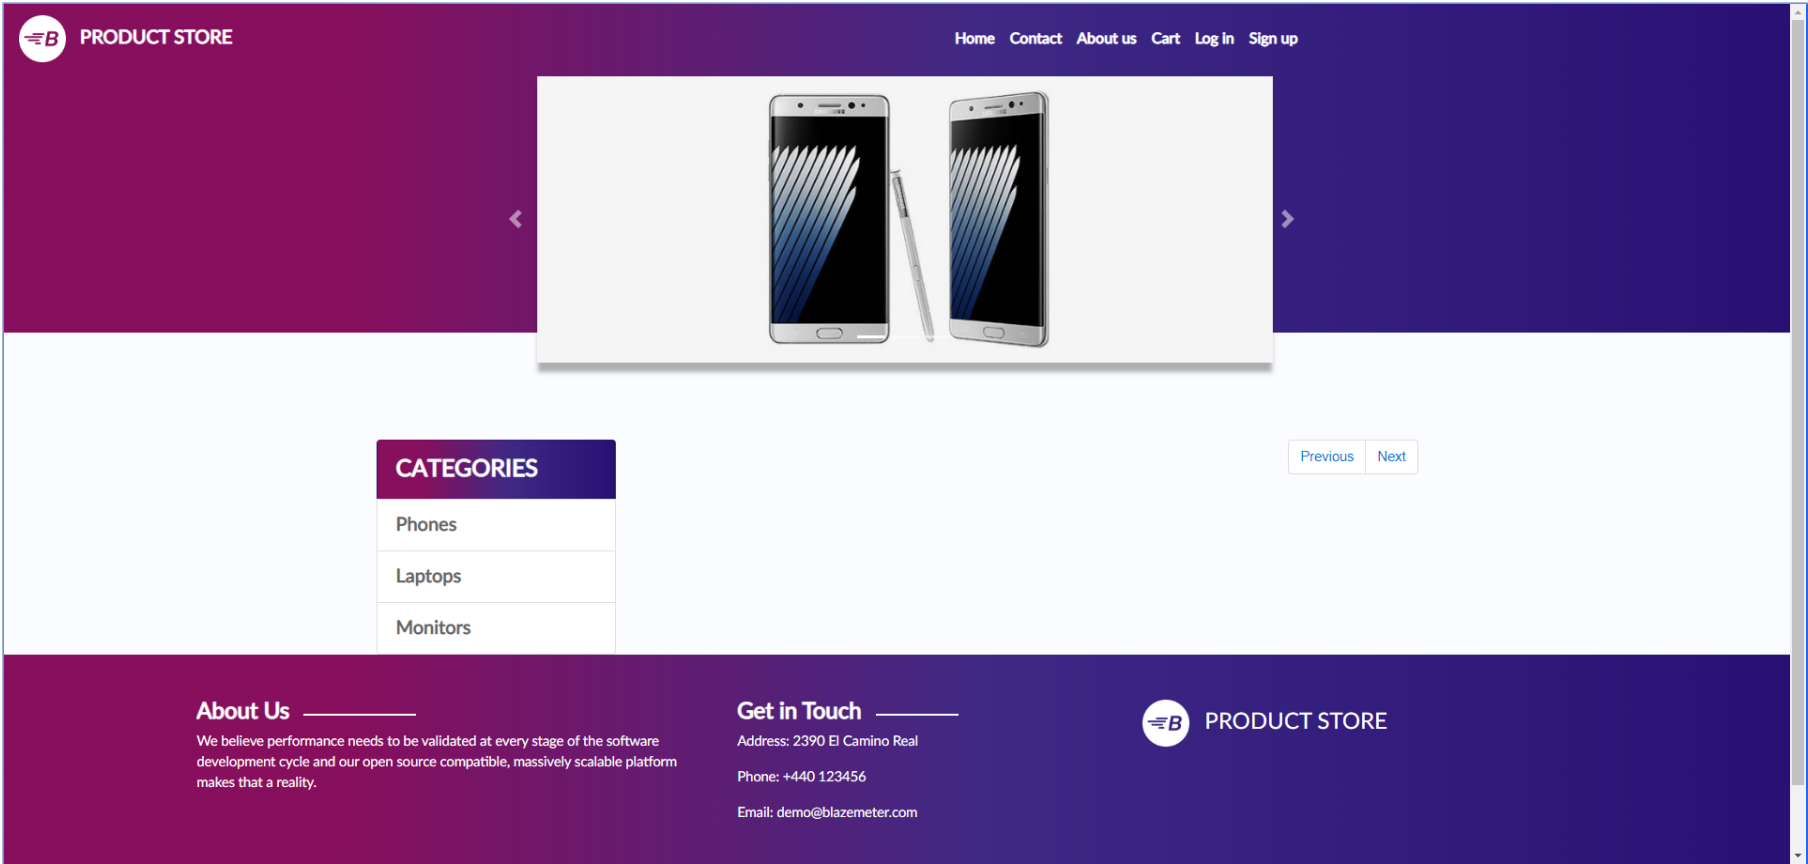 B PRODUCT STORE
Home Contact About us Cart Log in Sign up
SAMSUNG
SAMSUNG
CATEGORIES
Phones
Laptops
Monitors
Previous Next
About Us
We believe performance needs to be validated at every stage of the software
development cycle and our open source compatible, massively scalable platform
makes that a reality.
Get in Touch
Address: 2390 El Camino Real
Phone: +440 123456
Email: demo@blazemeter.com
B PRODUCT STORE